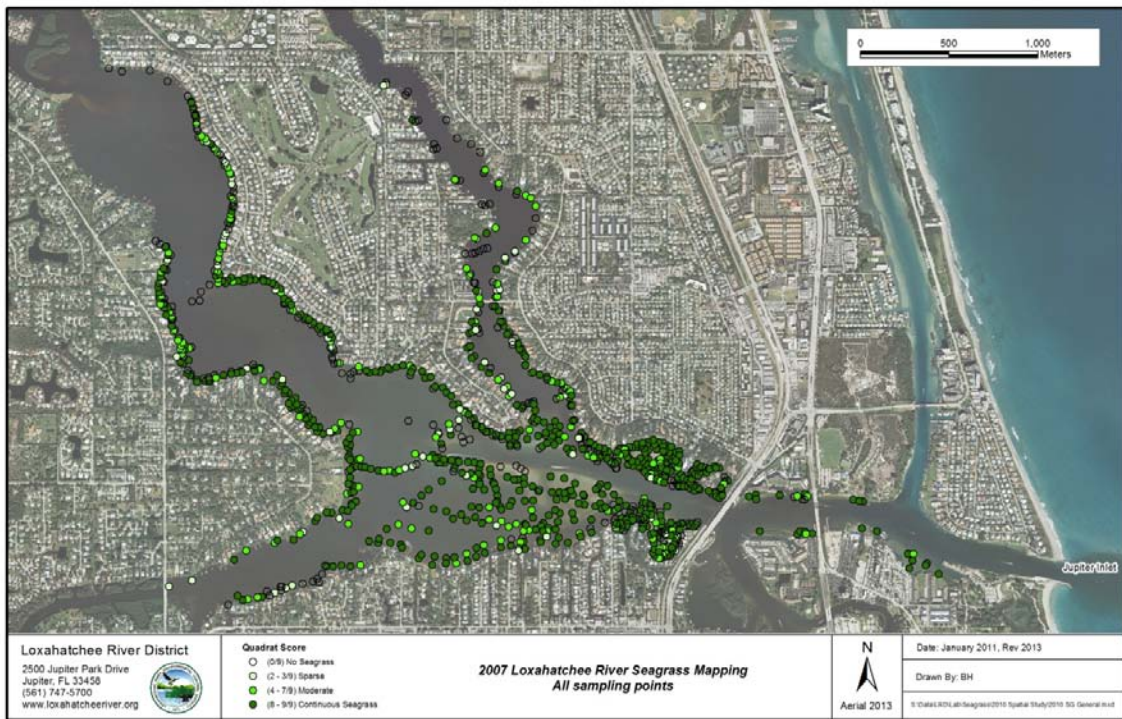 0 500 1,000
Meters
Jupiter Inlet
Loxahatchee River District
2500 Jupiter Park Drive
Jupiter, FL 33458
(561) 747-5700
www.loxahatcheeriver.org
Quadrat Score
(0/9) No Seagrass
(2 - 3/9) Sparse
(4 - 7/9) Moderate
(8 - 9/9) Continuous Seagrass
2007 Loxahatchee River Seagrass Mapping
All sampling points
N
Aerial 2013
Date: January 2011, Rev 2013
Drawn By: BH